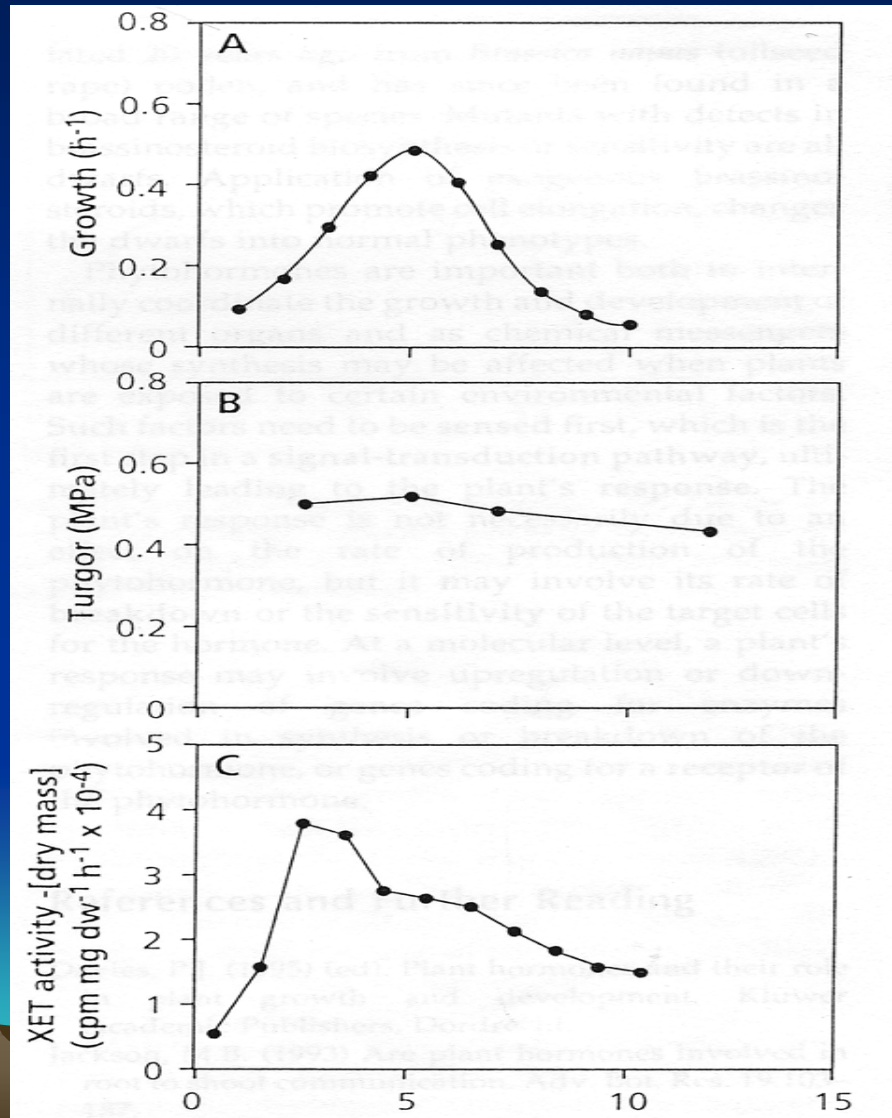 0.8
A
20 years ago from napus (oilseed
rape) pollen, and has since been found in a
0.6
broad range of species. Mutants with defects in
biosynthesis or sensitivity are all
0.4
Application of exogenous brassino-
steroids, which promote cell elongation, changes
the dwarfs into normal phenotypes.
0.2
Phytohormones are important both to inter-
nally coordinate the growth and development of
different organs and as chemical messengers
0
whose synthesis may be affected when plants
Growth (h-1)
0.8
are exposed to certain environmental factors.
B
Such factors need to be sensed first, which is the
0.6
first step in a signal-transduction pathway, ulti-
mately leading to the plant's response. The
plant's response is not necessarily due to an
0.4
effect on the rate of production of the
phytohormone, but it may involve its rate of
breakdown or the sensitivity of the target cells
0.2
for the hormone. At a molecular level, a plant's
response may involve upregulation or down-
0
regulation of genes coding for enzymes
Turgor (MPa)
involved in synthesis or breakdown of the
5
C
phytohormone, or genes coding for a receptor of
the phytohormone.
4
3
References and Further Reading
2
Davies, P.J. (1995) (ed). Plant hormones and their role
1
in plant growth and development. Kluwer
Academic Publishers,
Jackson, M.B. (1993) Are plant hormones involved in
0
root to shoot communication. Adv. Bot. Res. 19:103-
187.
XET activity -[dry mass]
(cpm mg dw-1 h-1 x 10-4)
0 5 10 15